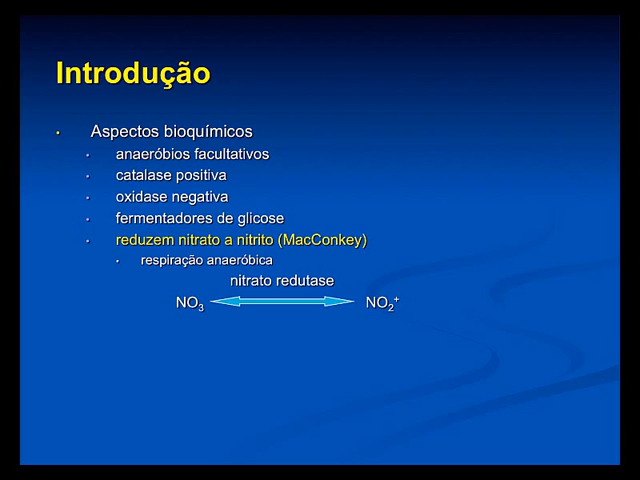 Introdução
Aspectos bioquímicos
anaeróbios facultativos
catalase positiva
oxidase negativa
fermentadores de glicose
reduzem nitrato a nitrito (MacConkey)
respiração anaeróbica
nitrato redutase
NO₃ NO₂⁺